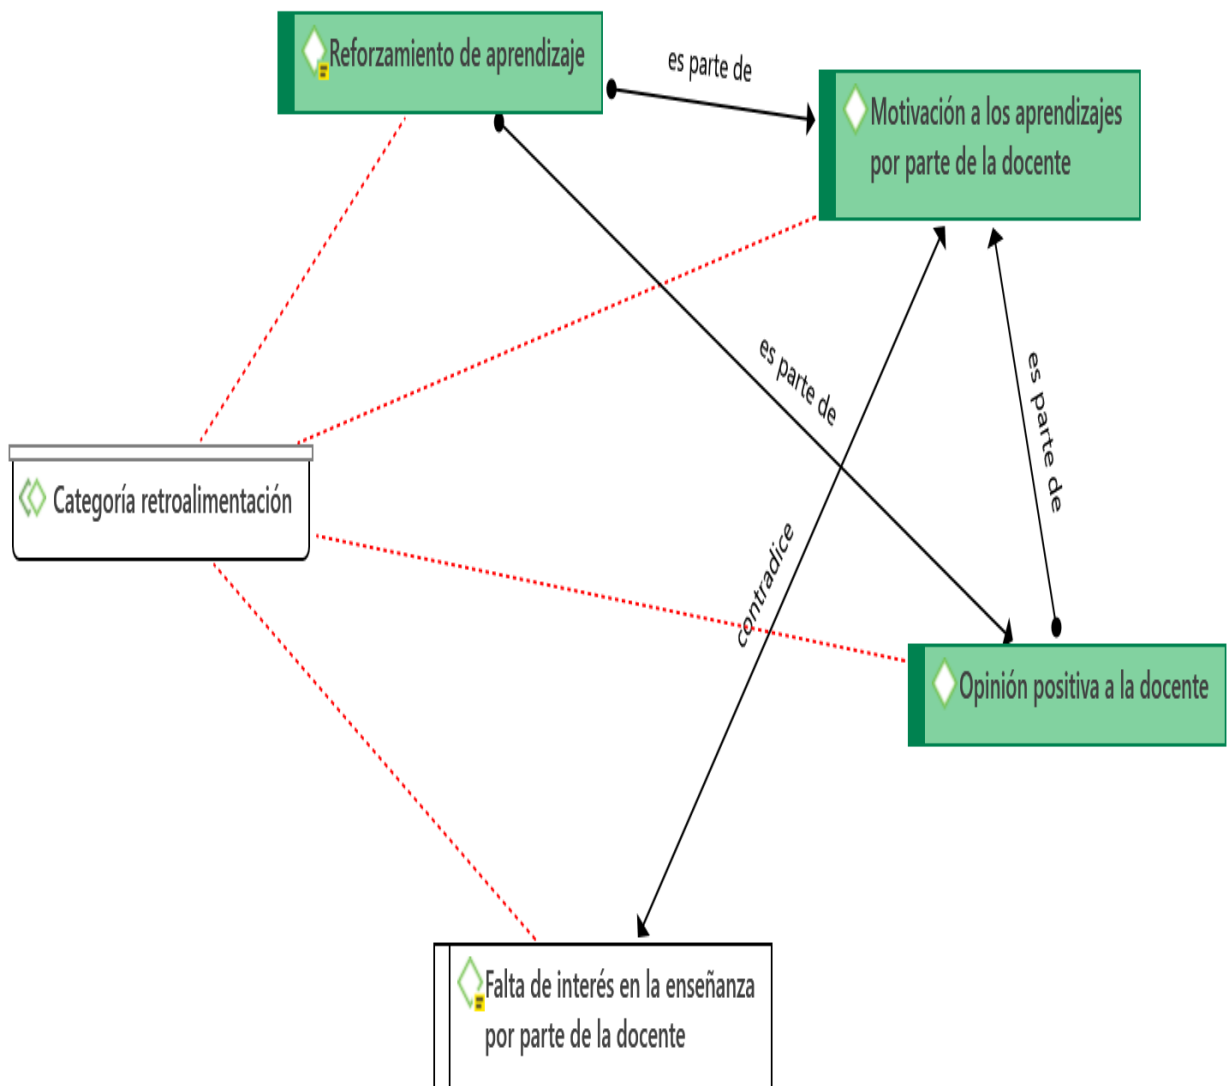 Reforzamiento de aprendizaje
es parte de
Motivación a los aprendizajes
por parte de la docente
es parte de
es parte de
Categoría retroalimentación
contradice
Opinión positiva a la docente
Falta de interés en la enseñanza
por parte de la docente